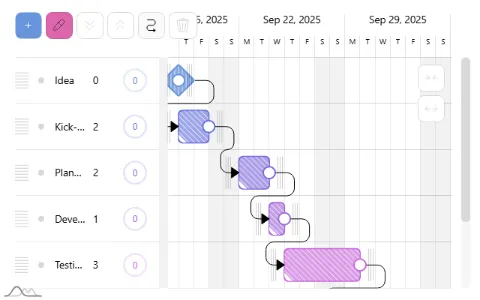 + 5, 2025 Sep 22, 2025 Sep 29, 2025
T F S S M T W T F S S M T W T F S S
Idea 0 0
Kick-... 2 0
Plan... 2 0
Deve... 1 0
Testi... 3 0